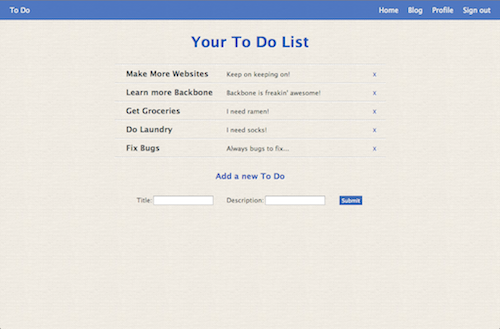 To Do Home Blog Profile Sign out
Your To Do List
Make More Websites Keep on keeping on! x
Learn more Backbone Backbone is freakin' awesome! x
Get Groceries I need ramen! x
Do Laundry I need socks! x
Fix Bugs Always bugs to fix... x
Add a new To Do
Title: Description: Submit